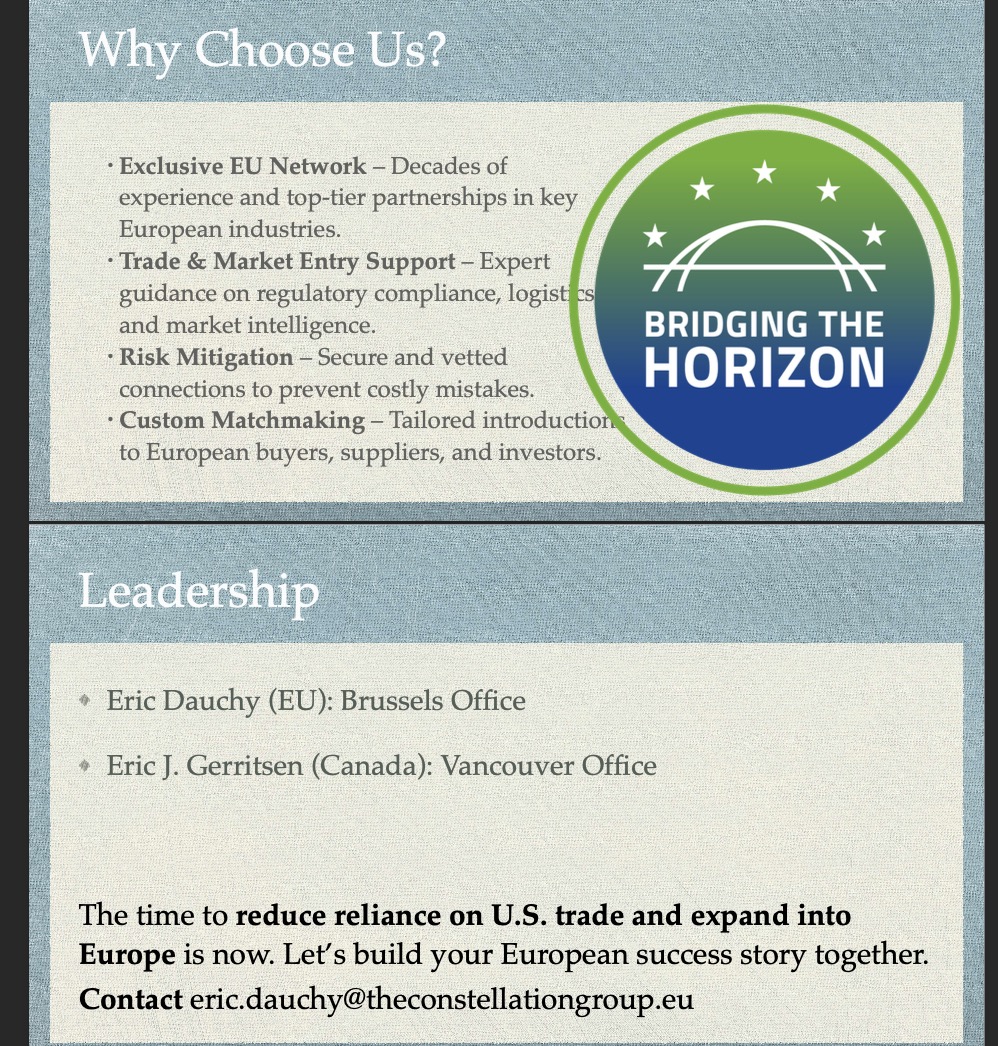 Why Choose Us?
· Exclusive EU Network – Decades of
experience and top-tier partnerships in key
European industries.
· Trade & Market Entry Support – Expert
guidance on regulatory compliance, logistics
and market intelligence.
· Risk Mitigation – Secure and vetted
connections to prevent costly mistakes.
· Custom Matchmaking – Tailored introductions
to European buyers, suppliers, and investors.
BRIDGING THE
HORIZON
Leadership
Eric Dauchy (EU): Brussels Office
Eric J. Gerritsen (Canada): Vancouver Office
The time to reduce reliance on U.S. trade and expand into
Europe is now. Let’s build your European success story together.
Contact eric.dauchy@theconstellationgroup.eu